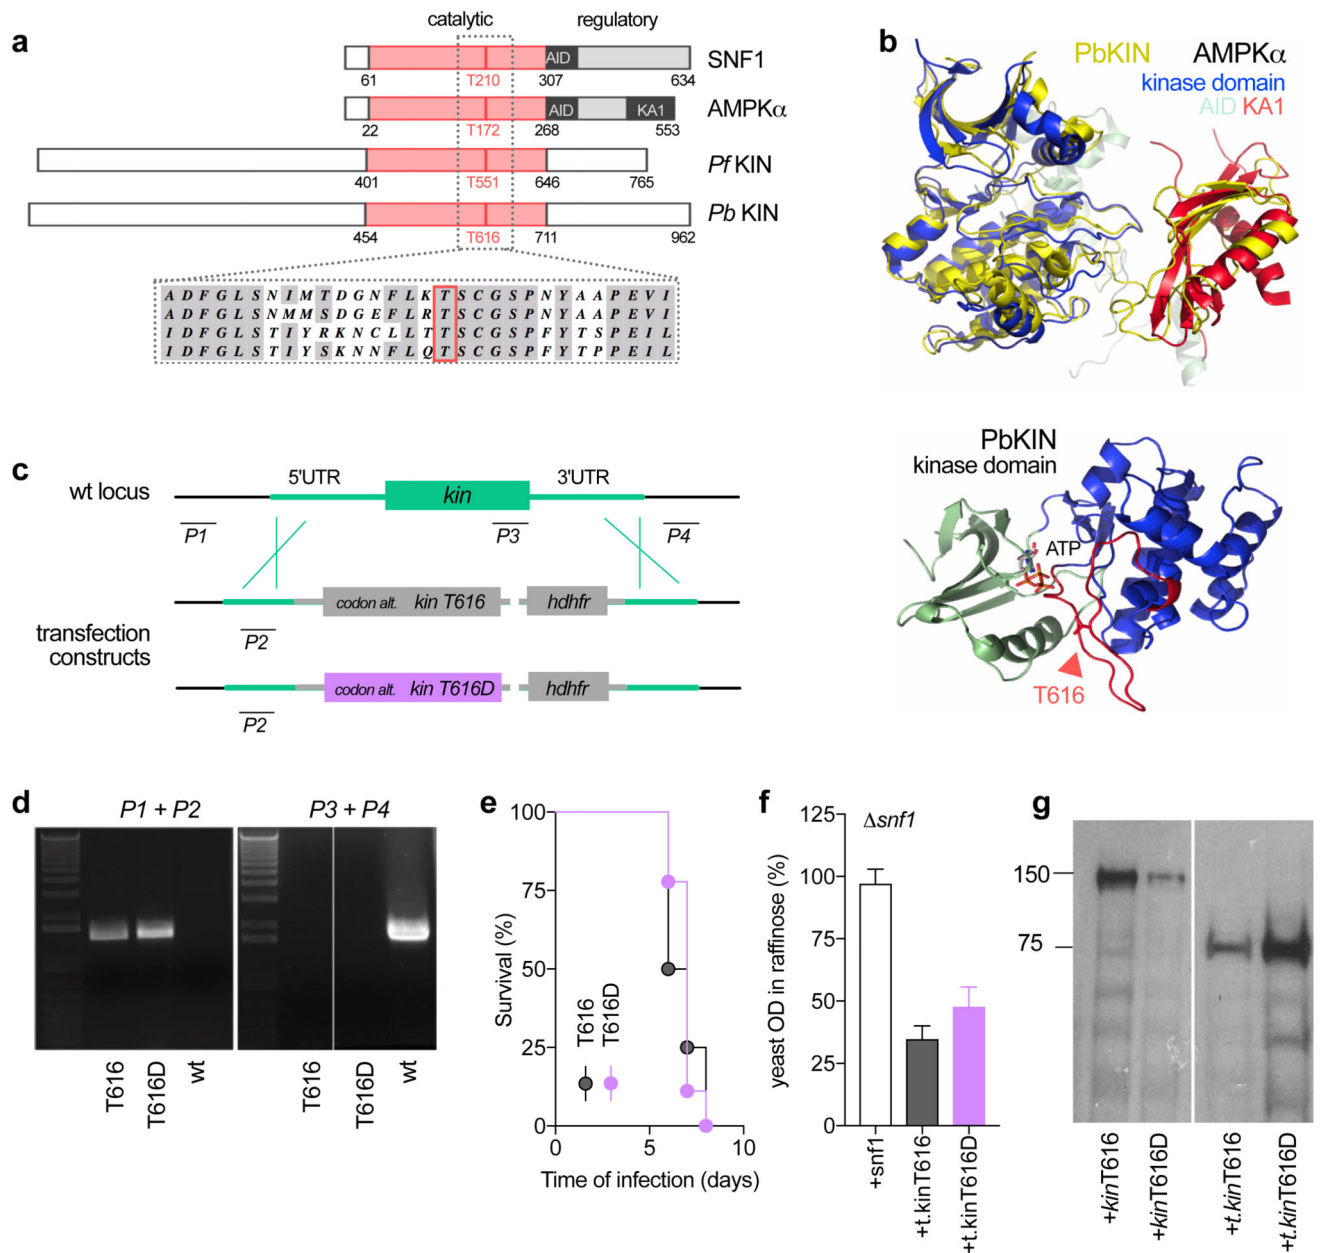 a
catalytic regulatory
AID
SNF1
61 T210 307 634
AID KA1
AMPKα
22 T172 268 553
Pf KIN
401 T551 646 765
Pb KIN
454 T616 711 962
A D F G L S N I M T D G N F L K T S C G S P N Y A A P E V I
A D F G L S N M M S D G E F L R T S C G S P N Y A A P E V I
I D F G L S T I Y R K N C L L T T S C G S P F Y T S P E I L
I D F G L S T I Y S K N N F L Q T S C G S P F Y T P P E I L
b
PbKIN AMPKα
kinase domain
AID KA1
PbKIN
kinase domain
ATP
T616
c
5'UTR 3'UTR
wt locus
kin
P1 P3 P4
codon alt. kin T616 hdhfr
transfection
constructs
P2
codon alt. kin T616D hdhfr
P2
d
P1 + P2 P3 + P4
T616
T616D
wt
T616
T616D
wt
e
100
75
50
25
0
Survival (%)
T616
T616D
0 5 10
Time of infection (days)
f
125
100
75
50
25
0
yeast OD in raffinose (%)
Δsnf1
+snf1
+t.kinT616
+t.kinT616D
g
150
75
+kinT616
+kinT616D
+t.kinT616
+t.kinT616D